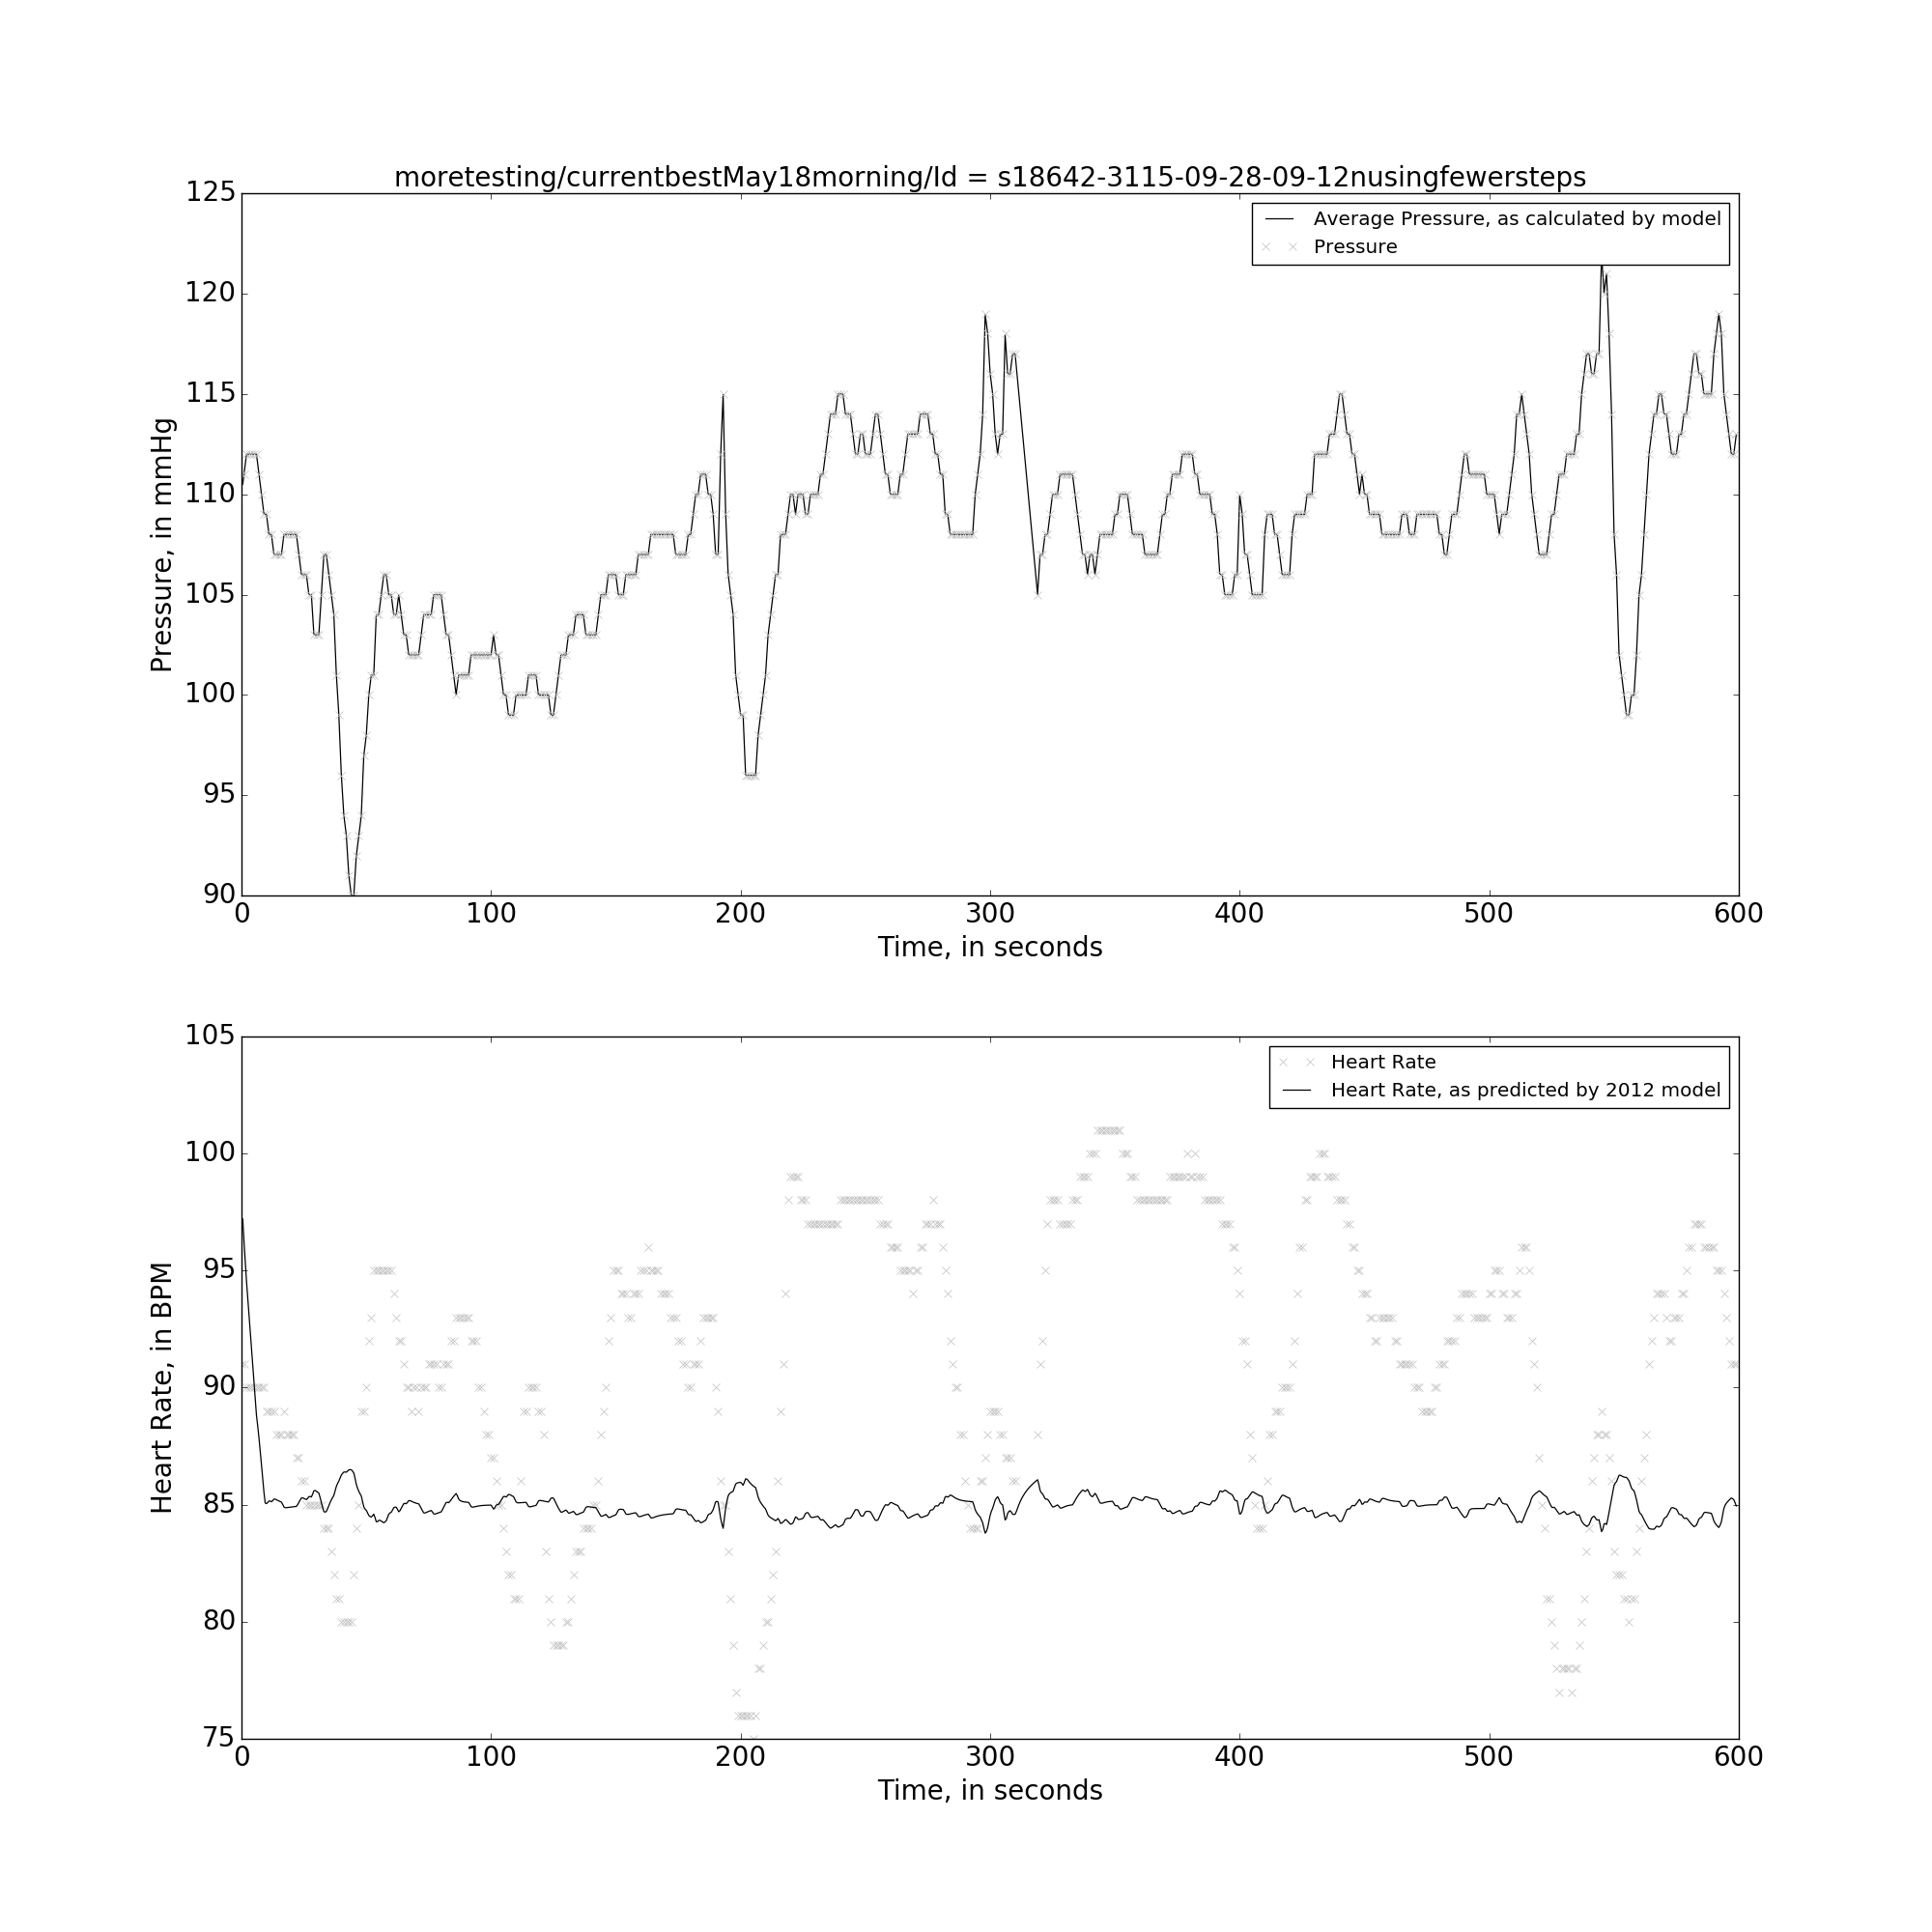 moretesting/currentbestMay18morning/Id = s18642-3115-09-28-09-12nusingfewersteps
125
120
115
110
105
100
95
90
Pressure, in mmHg
Average Pressure, as calculated by model
Pressure
0 100 200 300 400 500 600
Time, in seconds
105
100
95
90
85
80
75
Heart Rate, in BPM
Heart Rate
Heart Rate, as predicted by 2012 model
0 100 200 300 400 500 600
Time, in seconds